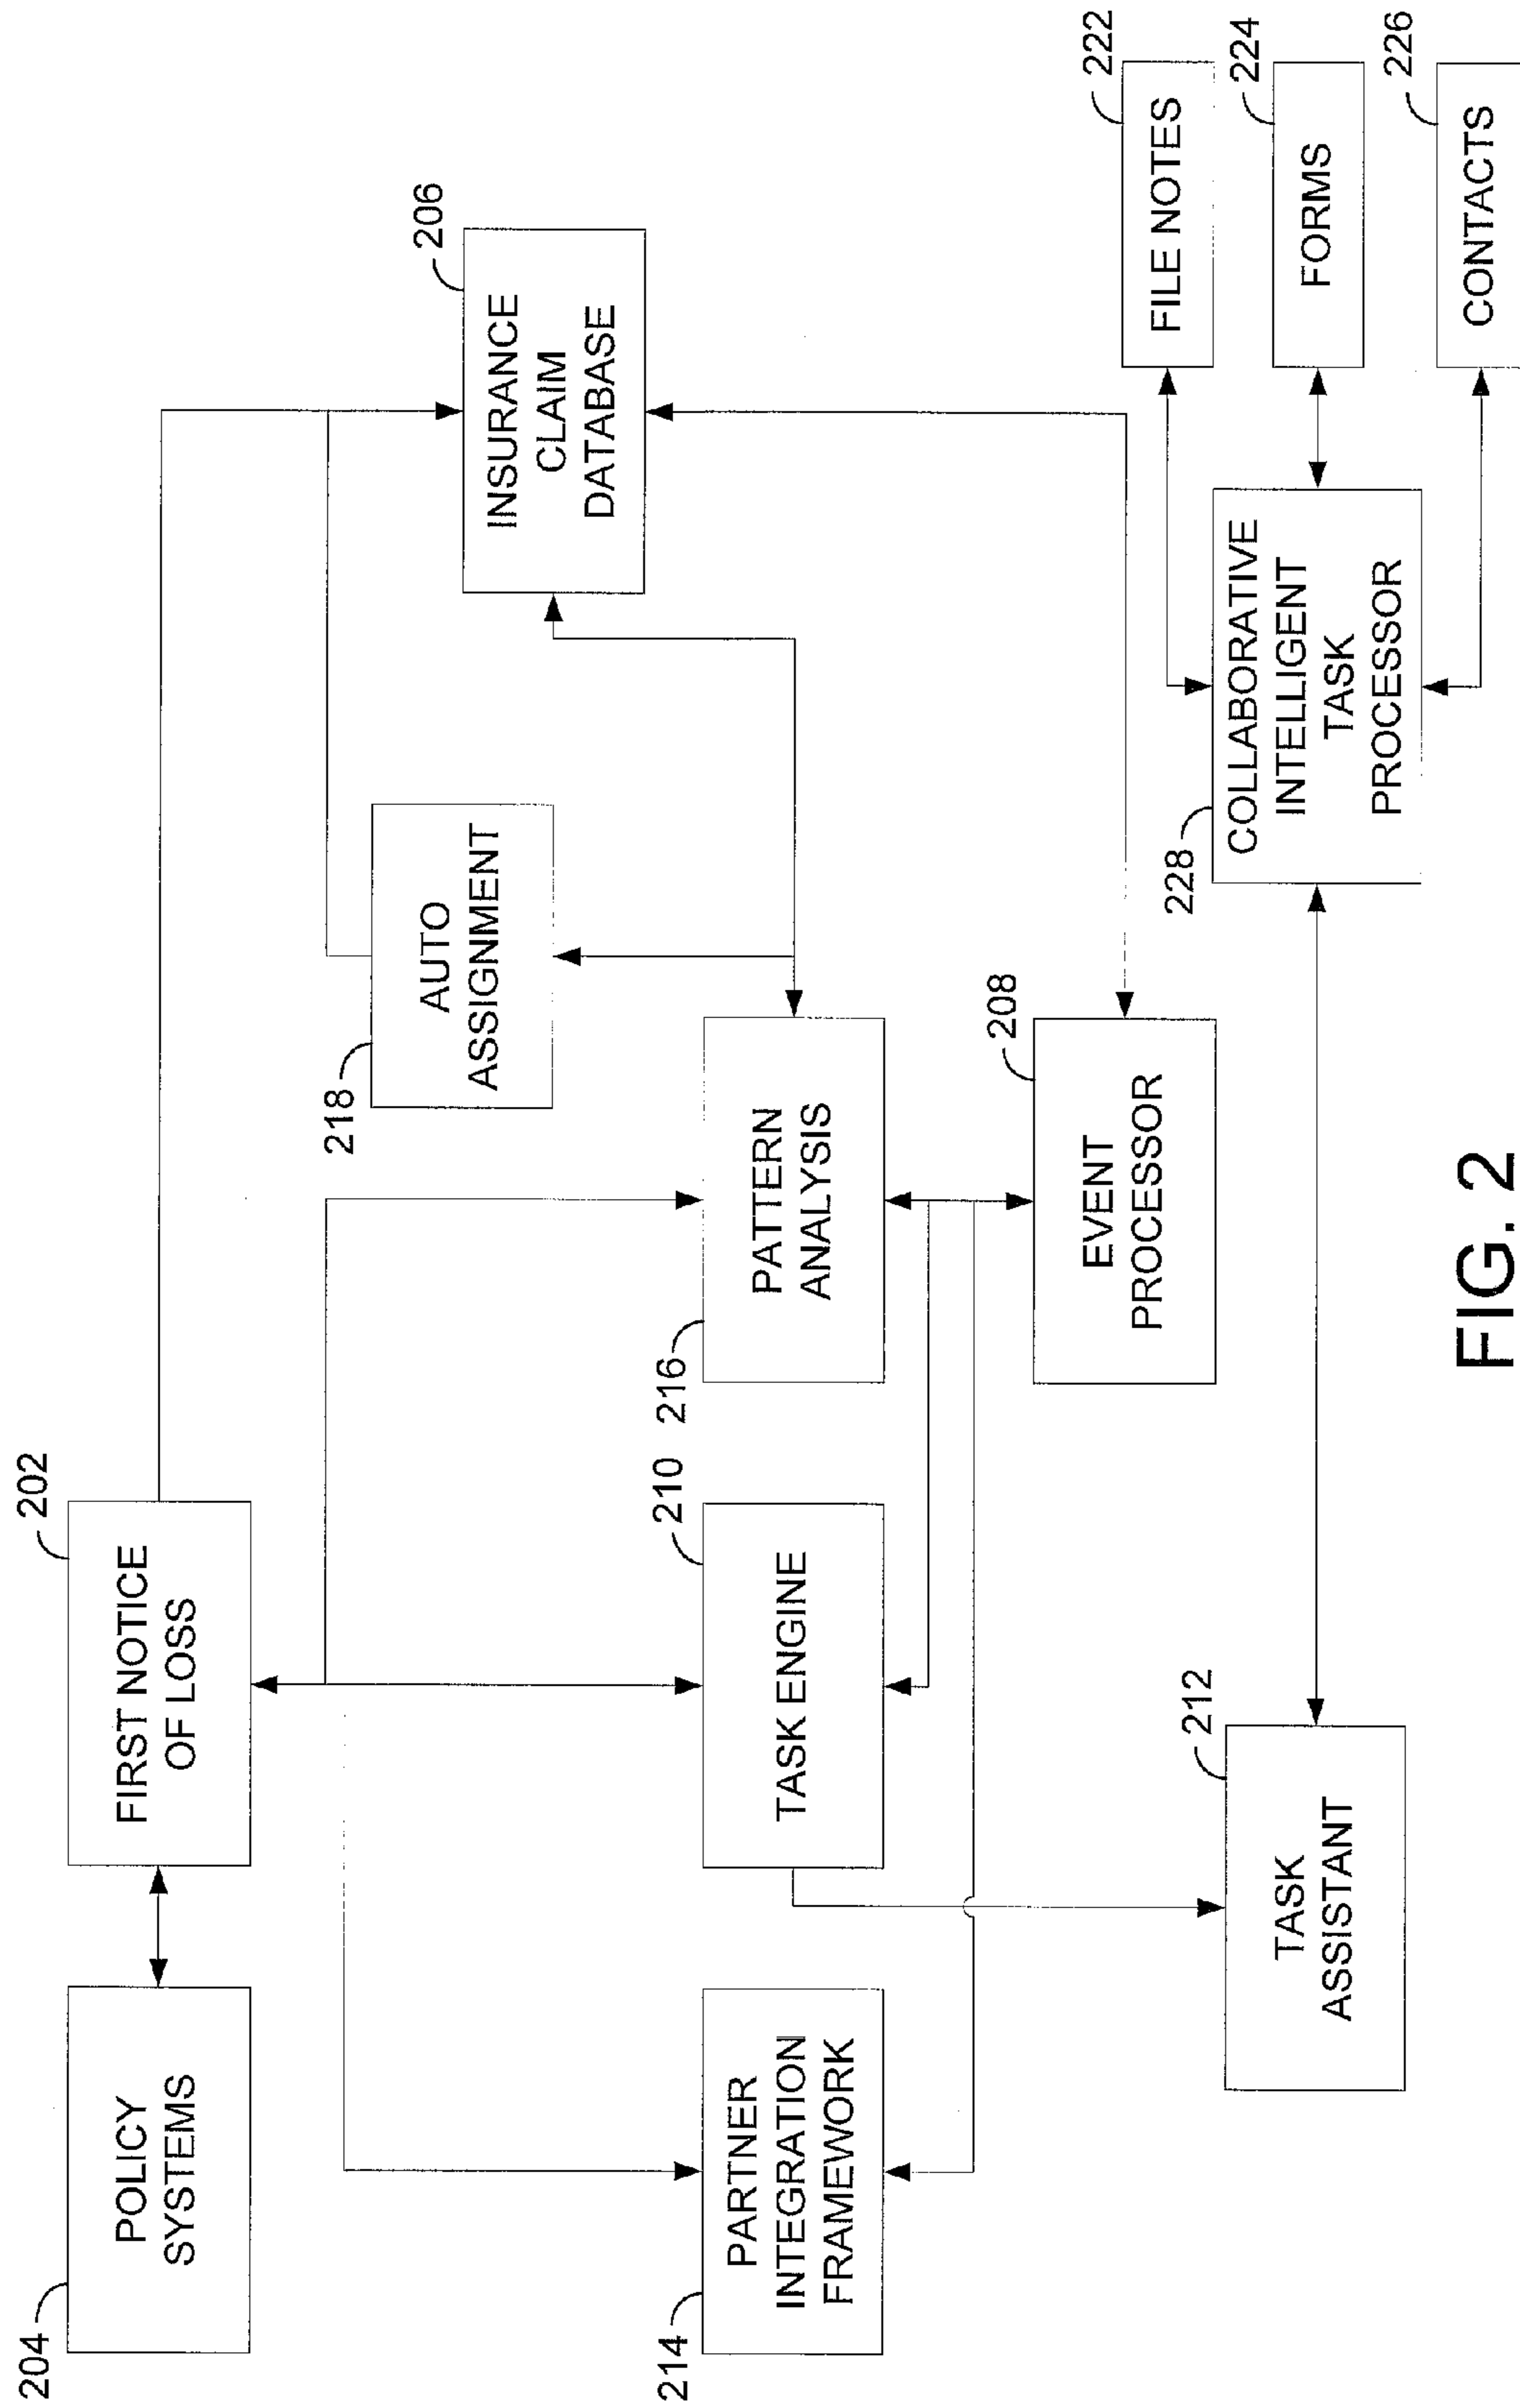 204
POLICY
SYSTEMS
202
FIRST NOTICE
OF LOSS
218
AUTO
ASSIGNMENT
206
INSURANCE
CLAIM
DATABASE
214
PARTNER
INTEGRATION
FRAMEWORK
210
TASK ENGINE
216
PATTERN
ANALYSIS
208
EVENT
PROCESSOR
212
TASK
ASSISTANT
228
COLLABORATIVE
INTELLIGENT
TASK
PROCESSOR
222
FILE NOTES
224
FORMS
226
CONTACTS
FIG. 2